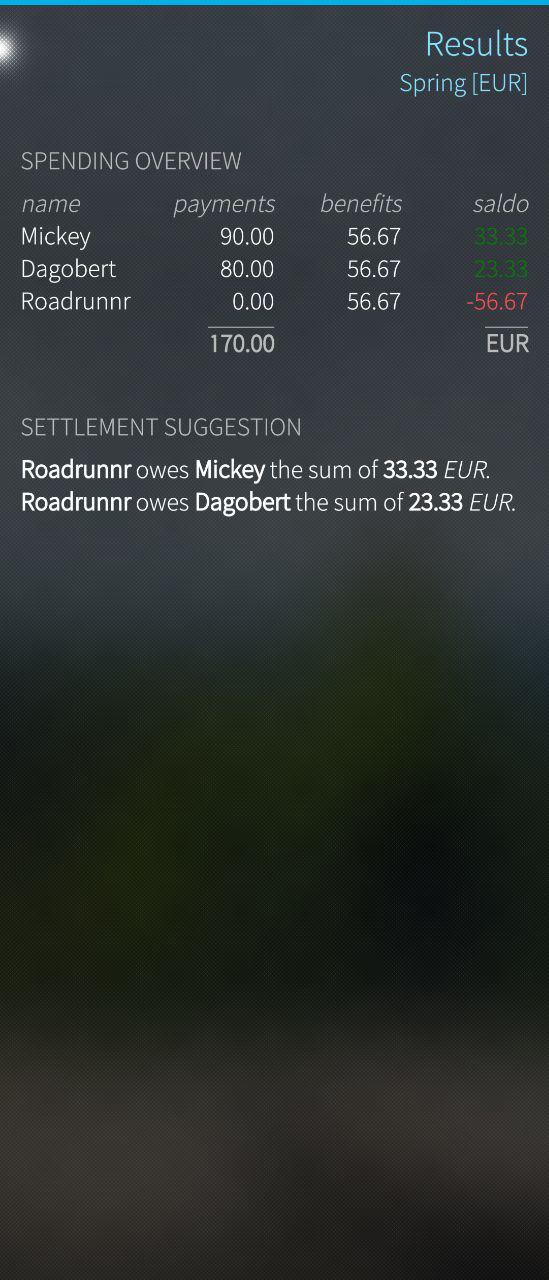 Results
Spring [EUR]
SPENDING OVERVIEW
name payments benefits saldo
Mickey 90.00 56.67 33.33
Dagobert 80.00 56.67 23.33
Roadrunnr 0.00 56.67 -56.67
170.00 EUR
SETTLEMENT SUGGESTION
Roadrunnr owes Mickey the sum of 33.33 EUR.
Roadrunnr owes Dagobert the sum of 23.33 EUR.